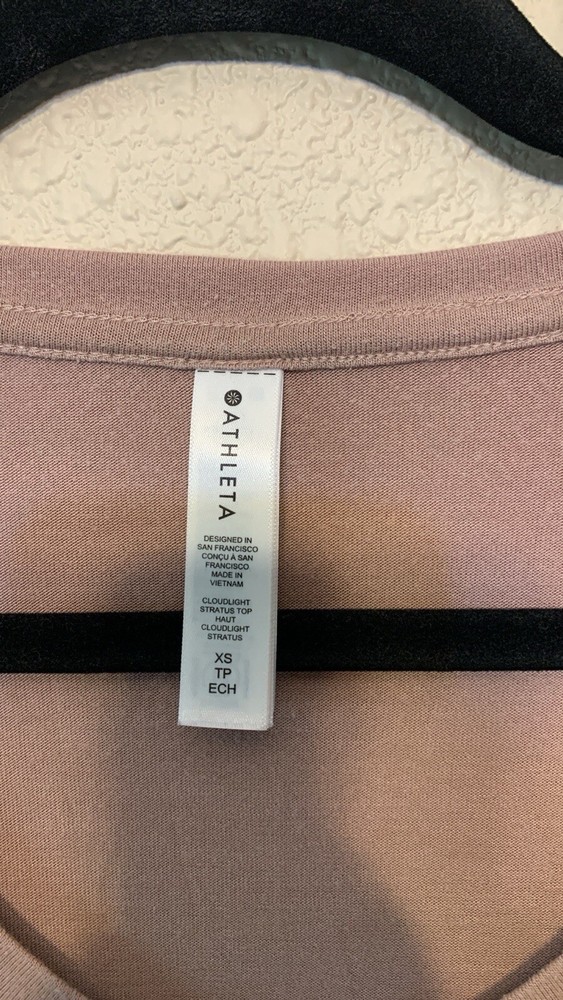 ATHLETA
DESIGNED IN
SAN FRANCISCO
CONÇU À SAN
FRANCISCO
MADE IN
VIETNAM
CLOUDLIGHT
STRATUS TOP
HAUT
CLOUDLIGHT
STRATUS
XS
TP
ECH